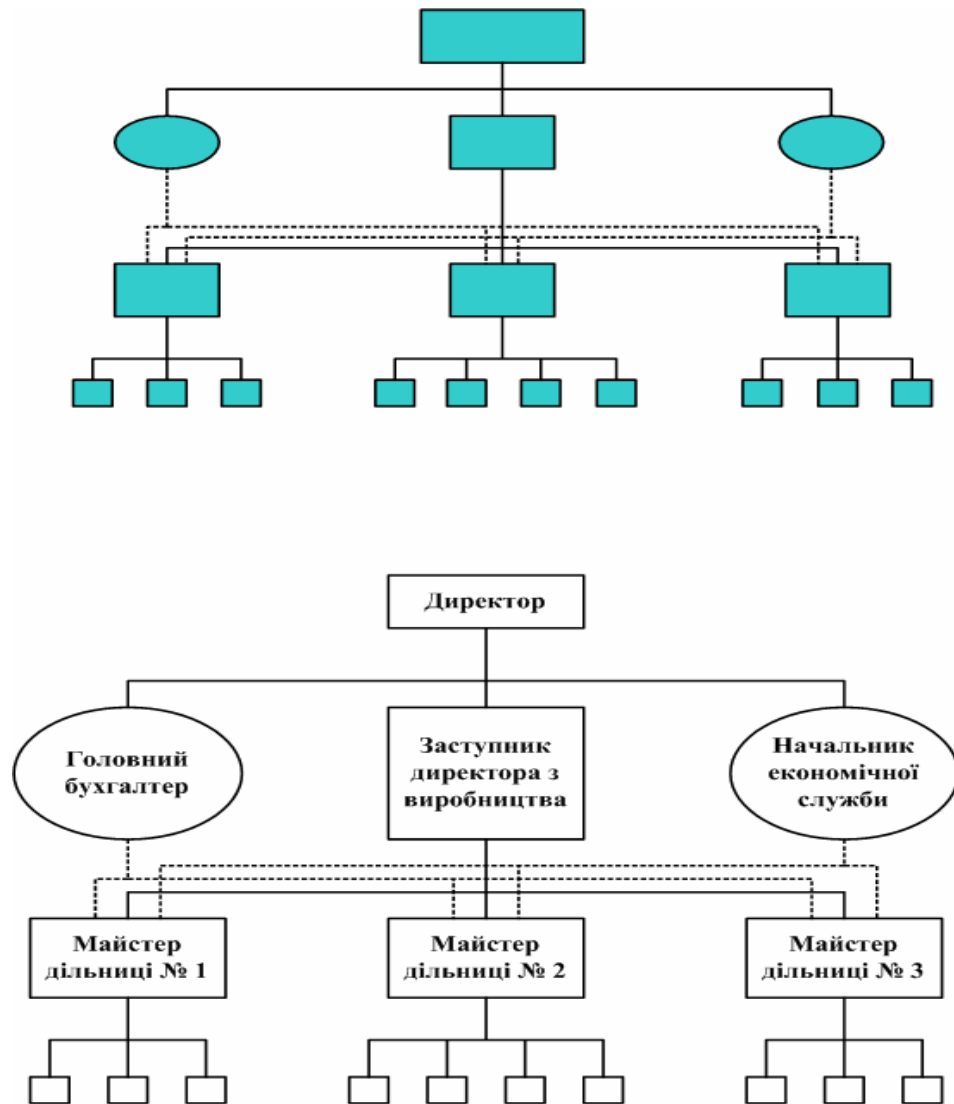 Директор
Головний
бухгалтер
Заступник
директора з
виробництва
Начальник
економічної
служби
Майстер
дільниці № 1
Майстер
дільниці № 2
Майстер
дільниці № 3